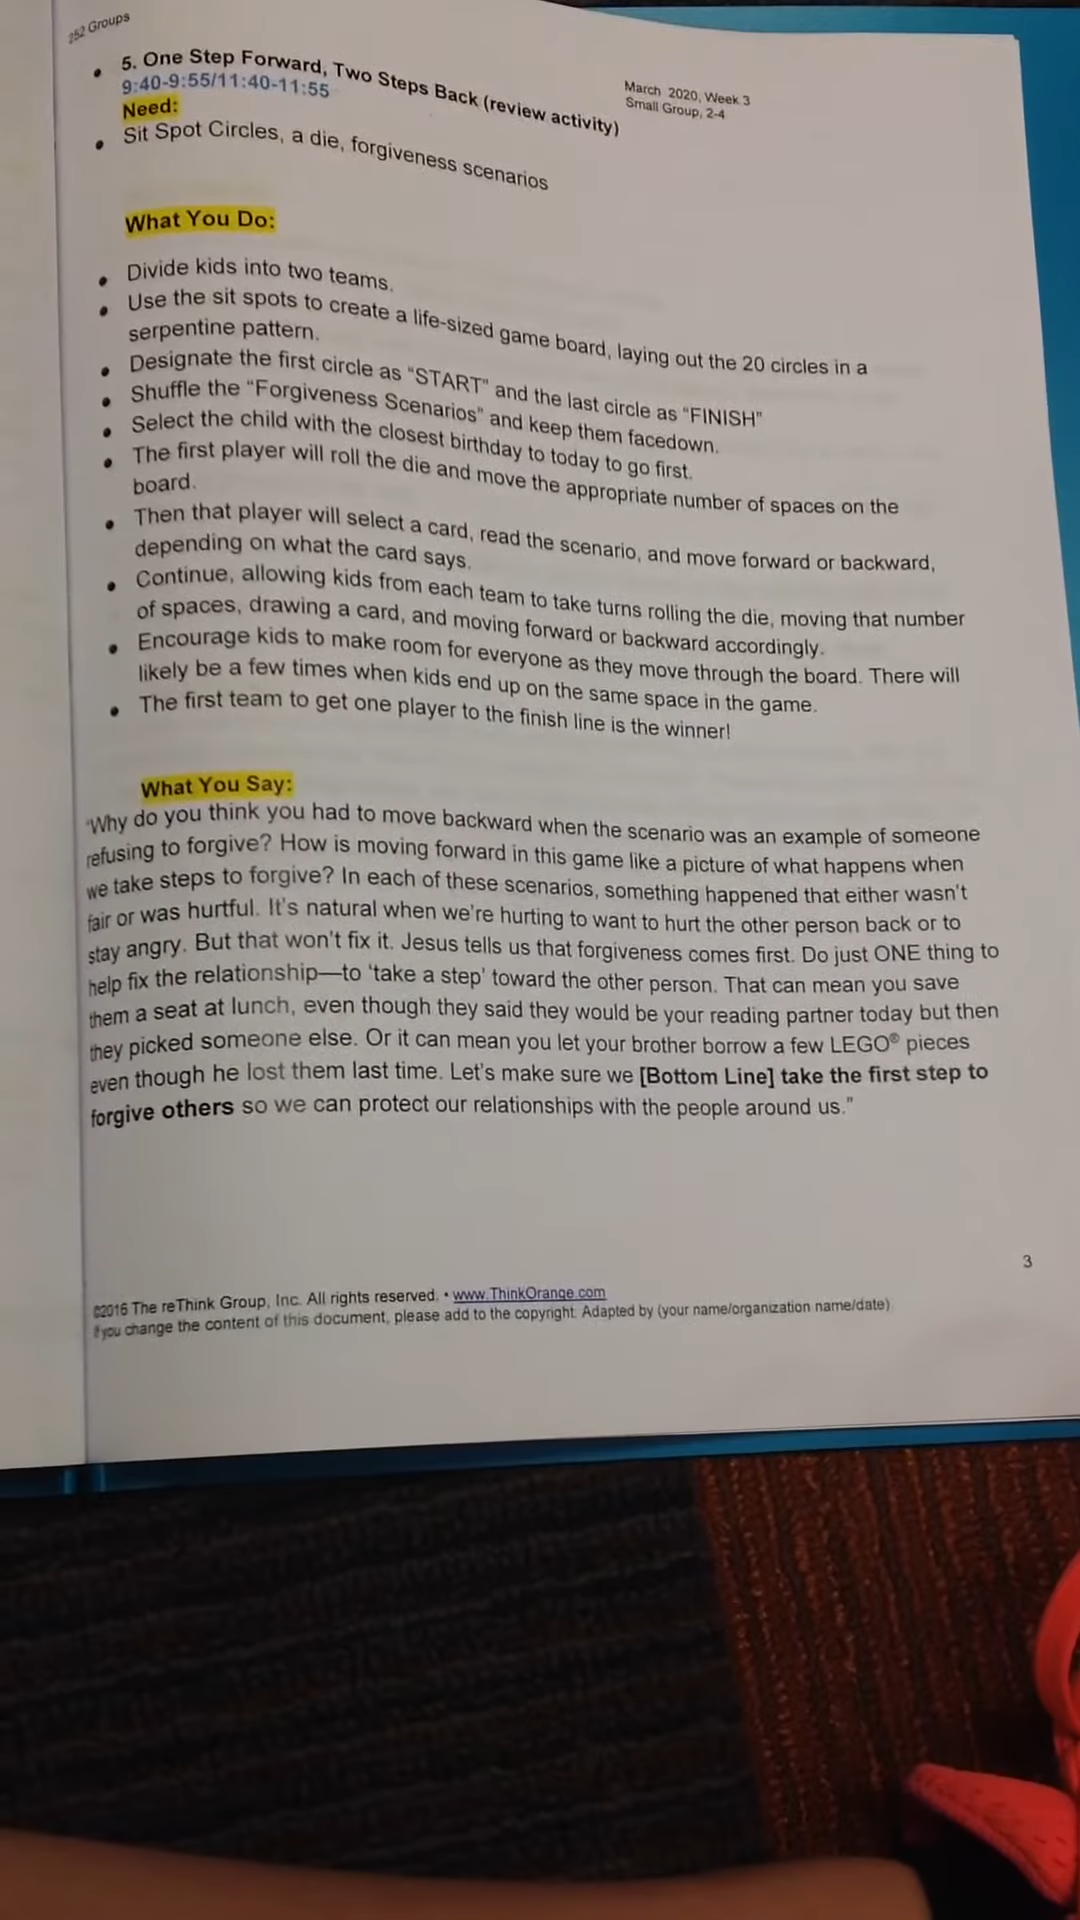 252 Groups
March 2020, Week 3
Small Group, 2-4
• 5. One Step Forward, Two Steps Back (review activity)
9:40-9:55/11:40-11:55
Need:
• Sit Spot Circles, a die, forgiveness scenarios
What You Do:
• Divide kids into two teams.
• Use the sit spots to create a life-sized game board, laying out the 20 circles in a
serpentine pattern.
• Designate the first circle as “START” and the last circle as “FINISH”
• Shuffle the “Forgiveness Scenarios” and keep them facedown.
• Select the child with the closest birthday to today to go first.
• The first player will roll the die and move the appropriate number of spaces on the
board.
• Then that player will select a card, read the scenario, and move forward or backward,
depending on what the card says.
• Continue, allowing kids from each team to take turns rolling the die, moving that number
of spaces, drawing a card, and moving forward or backward accordingly.
• Encourage kids to make room for everyone as they move through the board. There will
likely be a few times when kids end up on the same space in the game.
• The first team to get one player to the finish line is the winner!
What You Say:
“Why do you think you had to move backward when the scenario was an example of someone
refusing to forgive? How is moving forward in this game like a picture of what happens when
we take steps to forgive? In each of these scenarios, something happened that either wasn’t
fair or was hurtful. It’s natural when we’re hurting to want to hurt the other person back or to
stay angry. But that won’t fix it. Jesus tells us that forgiveness comes first. Do just ONE thing to
help fix the relationship—to ‘take a step’ toward the other person. That can mean you save
them a seat at lunch, even though they said they would be your reading partner today but then
they picked someone else. Or it can mean you let your brother borrow a few LEGO® pieces
even though he lost them last time. Let’s make sure we [Bottom Line] take the first step to
forgive others so we can protect our relationships with the people around us.”
3
©2016 The reThink Group, Inc. All rights reserved. • www.ThinkOrange.com
If you change the content of this document, please add to the copyright: Adapted by (your name/organization name/date)